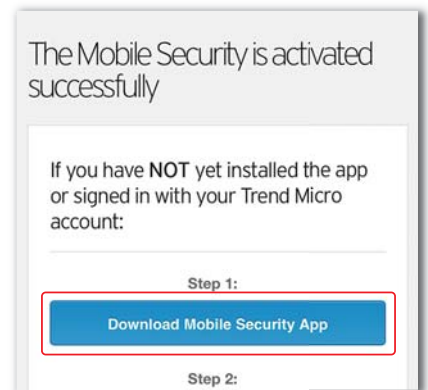 The Mobile Security is activated
successfully
If you have NOT yet installed the app
or signed in with your Trend Micro
account:
Step 1:
Download Mobile Security App
Step 2: